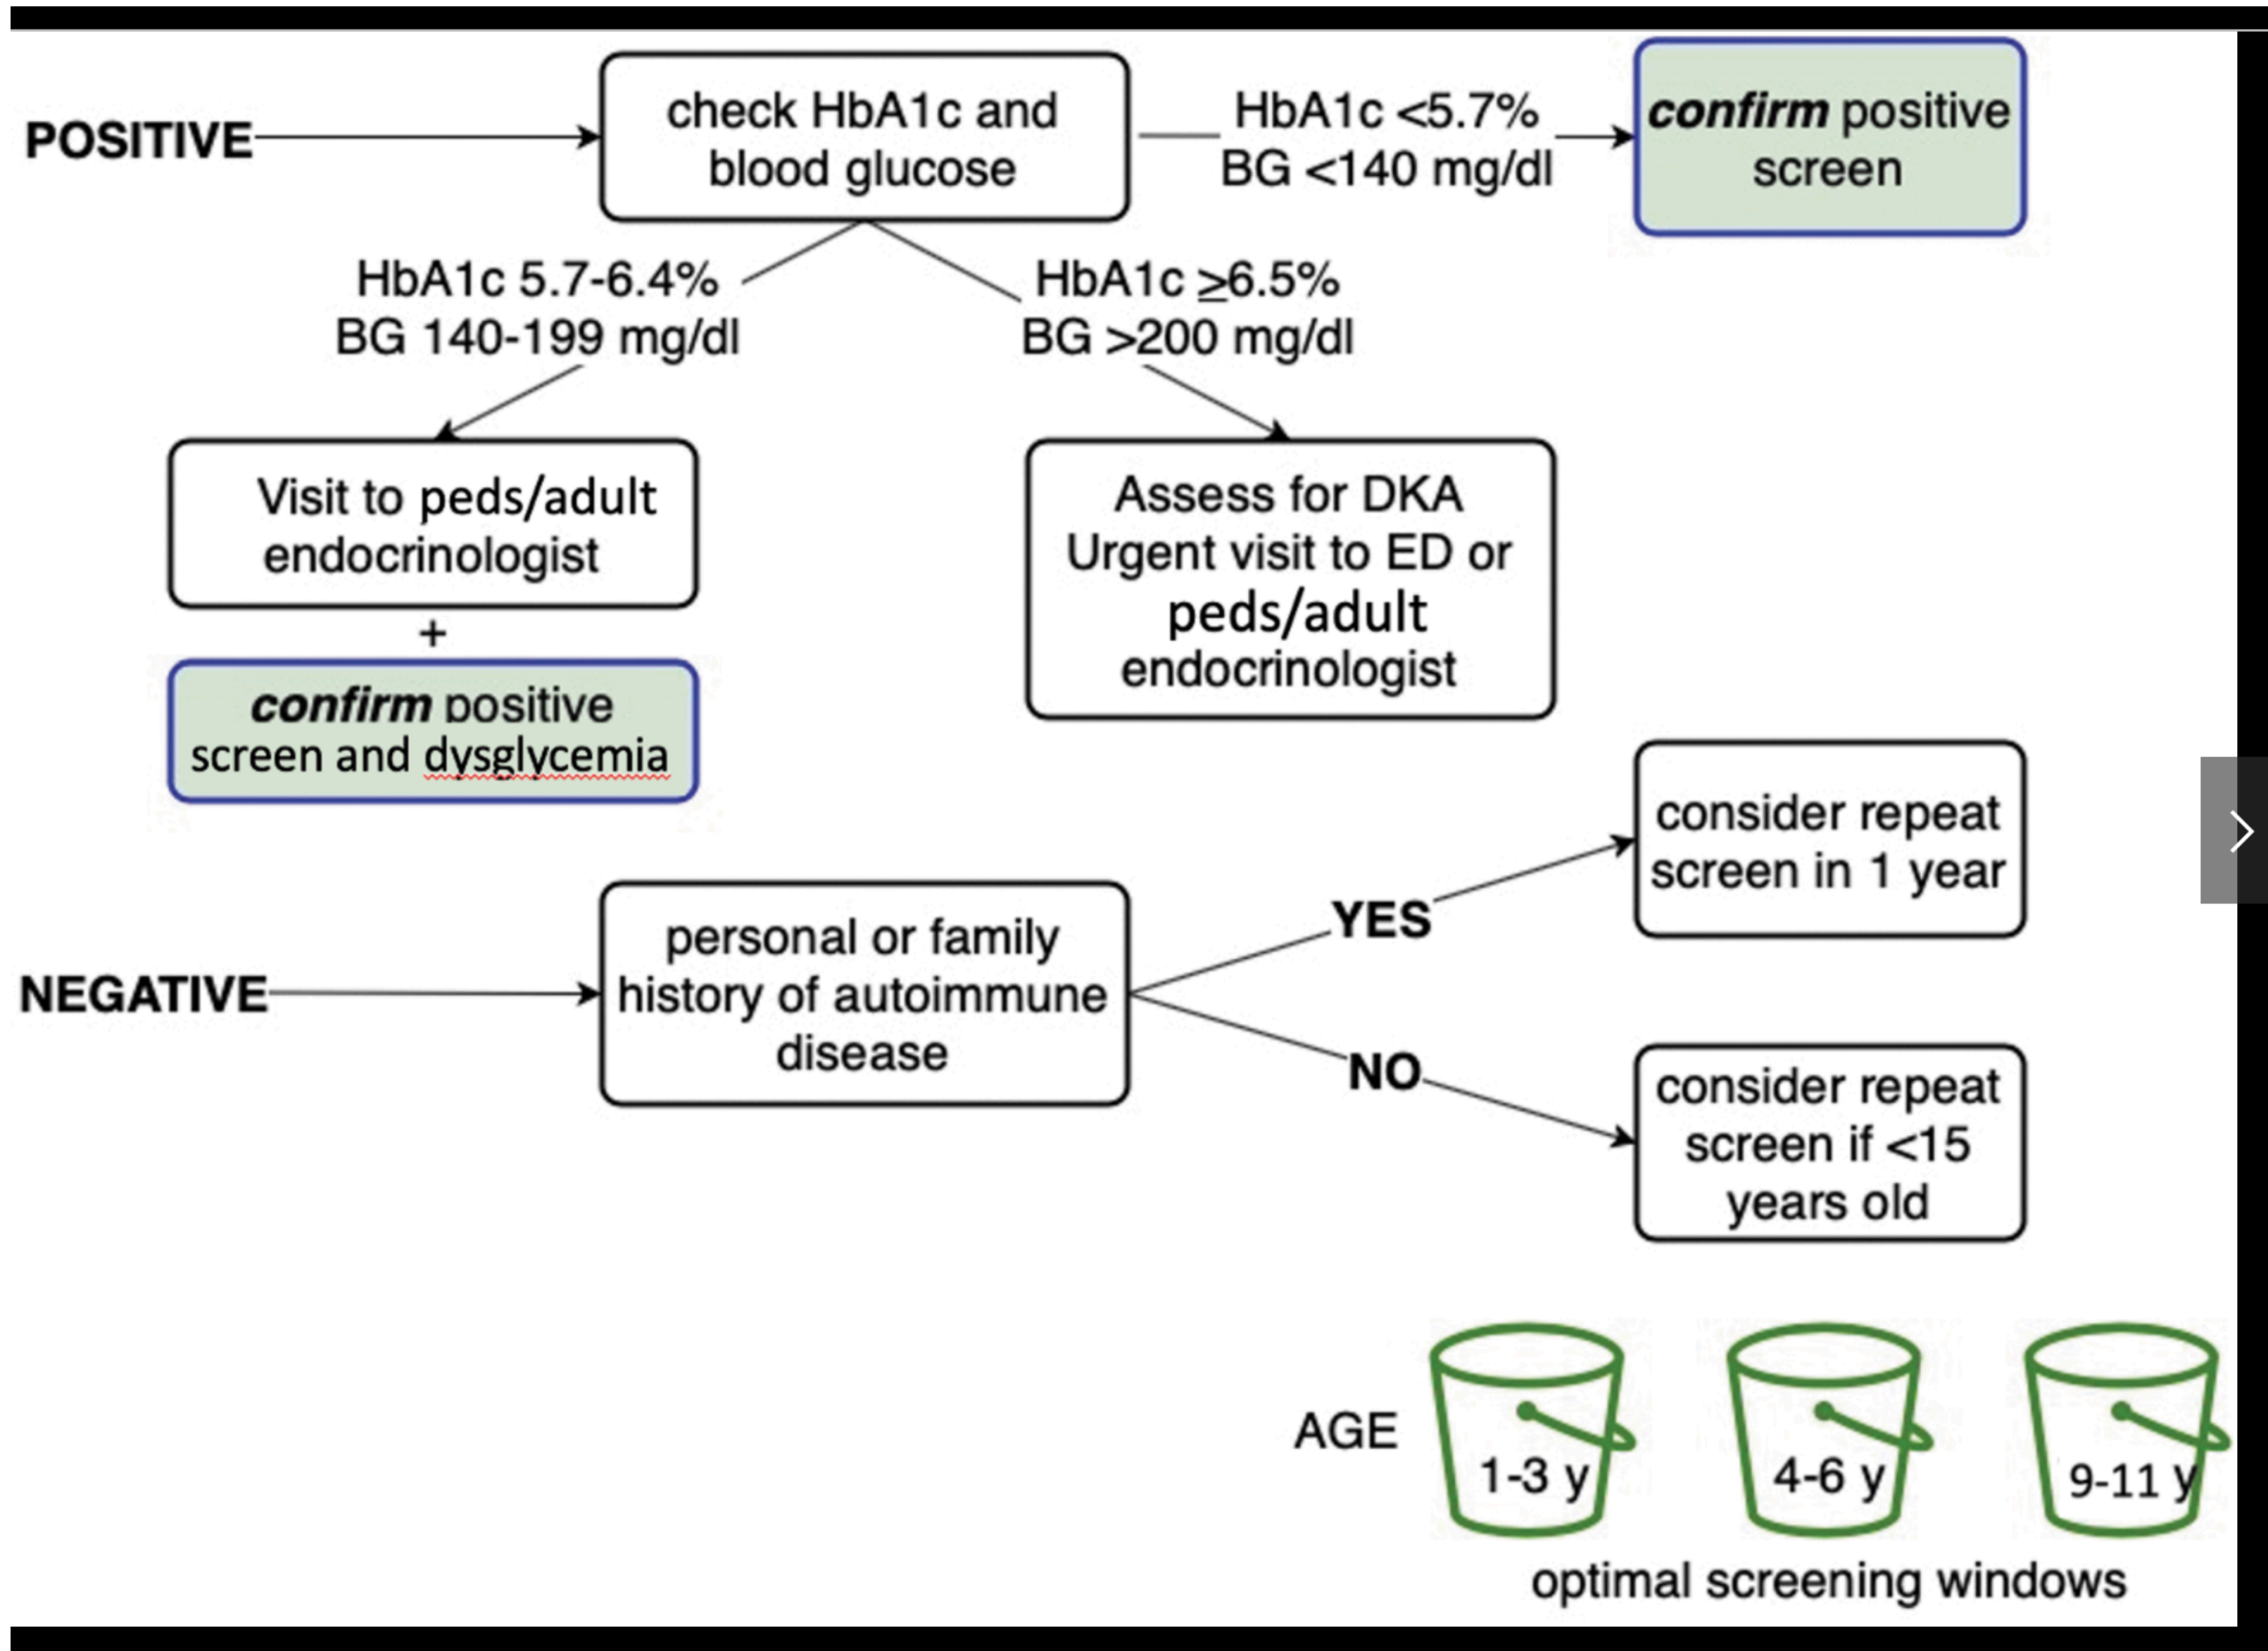 POSITIVE
check HbA1c and
blood glucose
HbA1c <5.7%
BG <140 mg/dl
confirm positive
screen
HbA1c 5.7-6.4%
BG 140-199 mg/dl
HbA1c ≥6.5%
BG >200 mg/dl
Visit to peds/adult
endocrinologist
+
confirm positive
screen and dysglycemia
Assess for DKA
Urgent visit to ED or
peds/adult
endocrinologist
NEGATIVE
personal or family
history of autoimmune
disease
YES
consider repeat
screen in 1 year
NO
consider repeat
screen if <15
years old
AGE
1-3 y
4-6 y
9-11 y
optimal screening windows